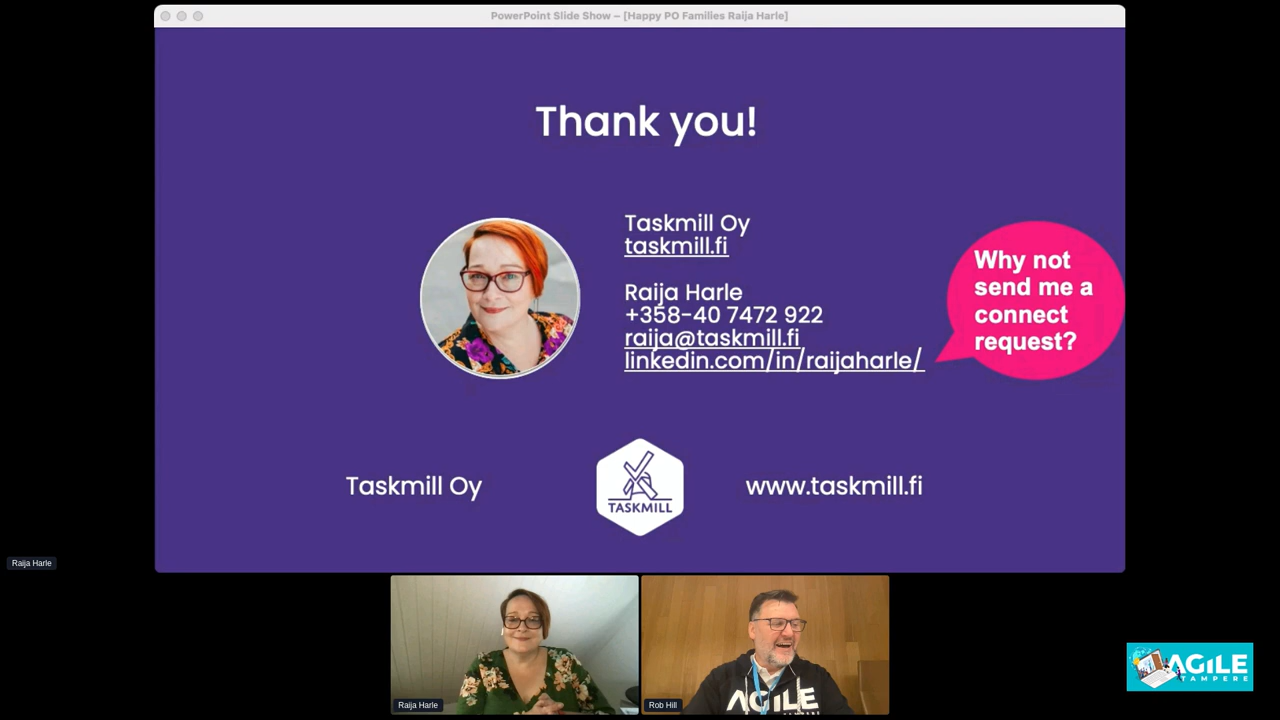 PowerPoint Slide Show – [Happy PO Families Raija Harle]
Thank you!
Taskmill Oy
taskmill.fi
Raija Harle
+358-40 7472 922
raija@taskmill.fi
linkedin.com/in/raijaharle/
Why not
send me a
connect
request?
Taskmill Oy
TASKMILL
www.taskmill.fi
Raija Harle
Raija Harle
Rob Hill
AGILE
AGILE
TAMPERE